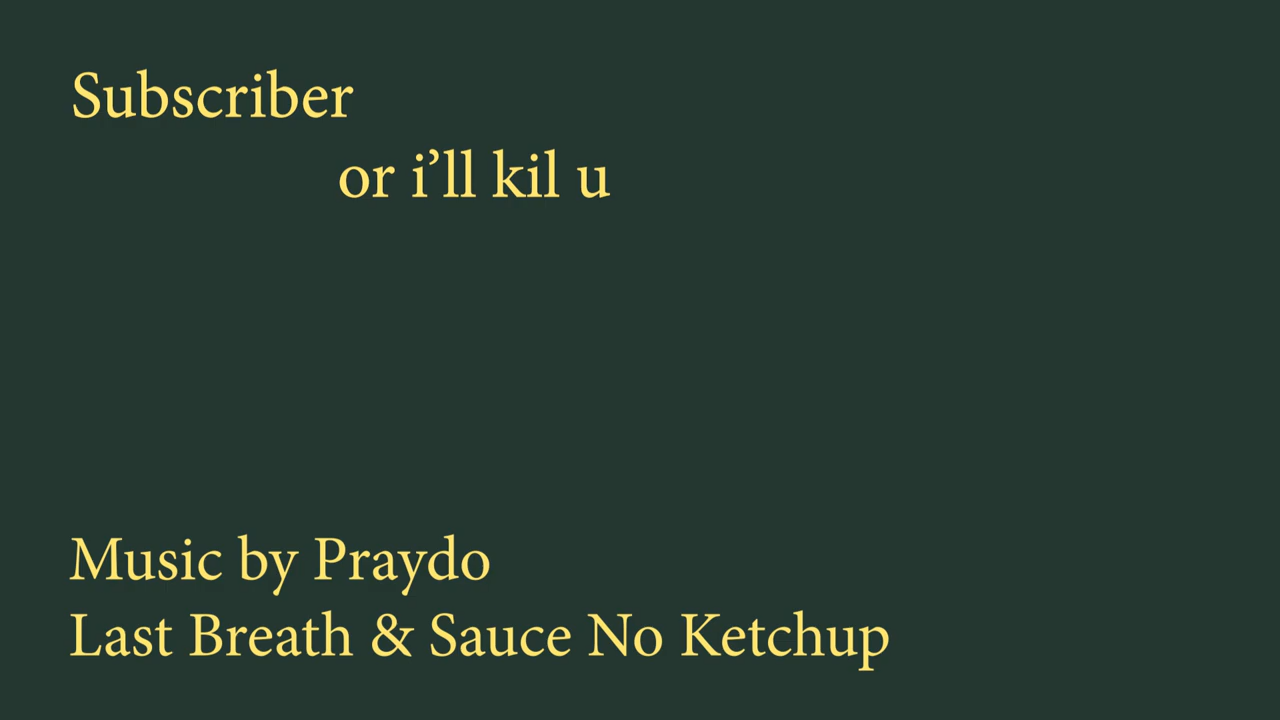 Subscriber
or i’ll kil u
Music by Praydo
Last Breath & Sauce No Ketchup